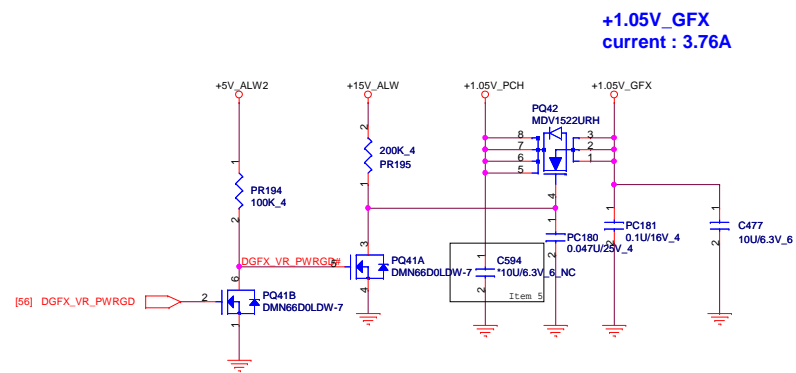 +1.05V_GFX
current : 3.76A
+5V_ALW2
+15V_ALW
+1.05V_PCH
+1.05V_GFX
PQ42
MDV1522URH
2
200K_4
PR195
1
8
7
6
5
3
2
1
4
1
PR194
100K_4
2
1
PC180
0.047U/25V_4
2
1
PC181
0.1U/16V_4
2
1
C477
10U/6.3V_6
2
DGFX_VR_PWRGD#
5
3
PQ41A
DMN66D0LDW-7
4
1
C594
*10U/6.3V_6_NC
2
Item 5
6
PQ41B
DMN66D0LDW-7
1
[56] DGFX_VR_PWRGD
2